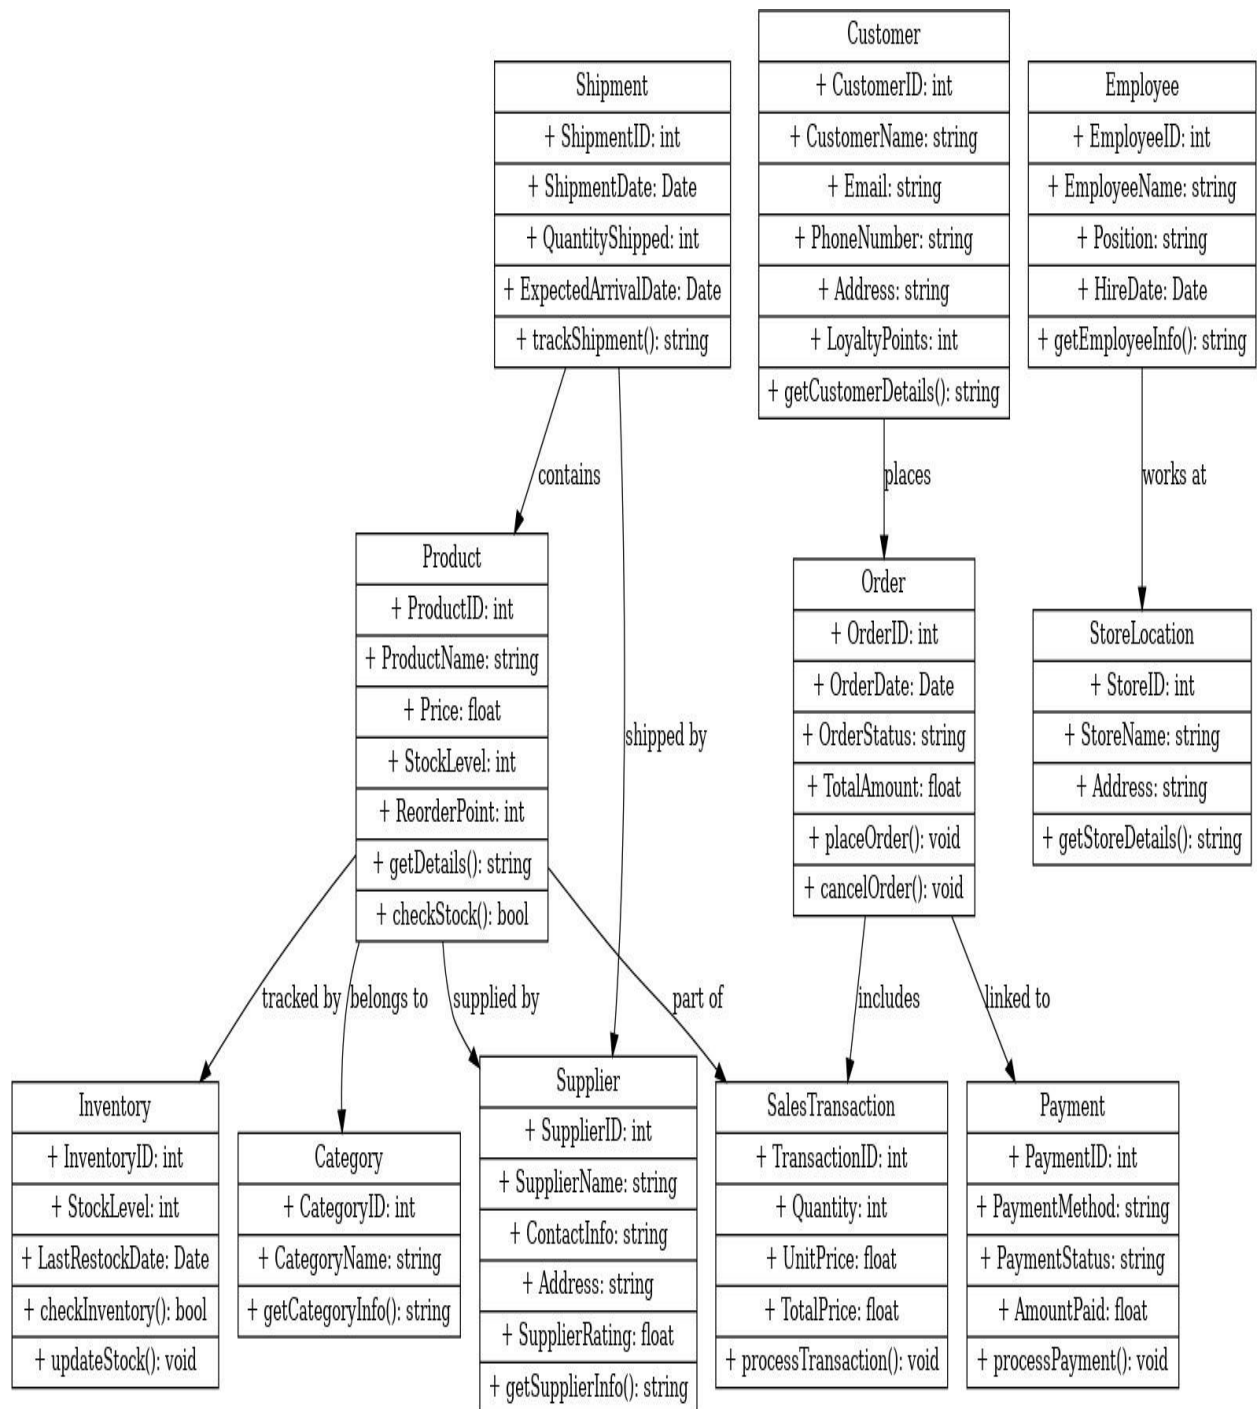 Customer
+ CustomerID: int
+ CustomerName: string
+ Email: string
+ PhoneNumber: string
+ Address: string
+ LoyaltyPoints: int
+ getCustomerDetails(): string
Shipment
+ ShipmentID: int
+ ShipmentDate: Date
+ QuantityShipped: int
+ ExpectedArrivalDate: Date
+ trackShipment(): string
Employee
+ EmployeeID: int
+ EmployeeName: string
+ Position: string
+ HireDate: Date
+ getEmployeeInfo(): string
contains
places
works at
Product
+ ProductID: int
+ ProductName: string
+ Price: float
+ StockLevel: int
+ ReorderPoint: int
+ getDetails(): string
+ checkStock(): bool
shipped by
Order
+ OrderID: int
+ OrderDate: Date
+ OrderStatus: string
+ TotalAmount: float
+ placeOrder(): void
+ cancelOrder(): void
StoreLocation
+ StoreID: int
+ StoreName: string
+ Address: string
+ getStoreDetails(): string
tracked by
belongs to
supplied by
part of
includes
linked to
Inventory
+ InventoryID: int
+ StockLevel: int
+ LastRestockDate: Date
+ checkInventory(): bool
+ updateStock(): void
Category
+ CategoryID: int
+ CategoryName: string
+ getCategoryInfo(): string
Supplier
+ SupplierID: int
+ SupplierName: string
+ ContactInfo: string
+ Address: string
+ SupplierRating: float
+ getSupplierInfo(): string
SalesTransaction
+ TransactionID: int
+ Quantity: int
+ UnitPrice: float
+ TotalPrice: float
+ processTransaction(): void
Payment
+ PaymentID: int
+ PaymentMethod: string
+ PaymentStatus: string
+ AmountPaid: float
+ processPayment(): void